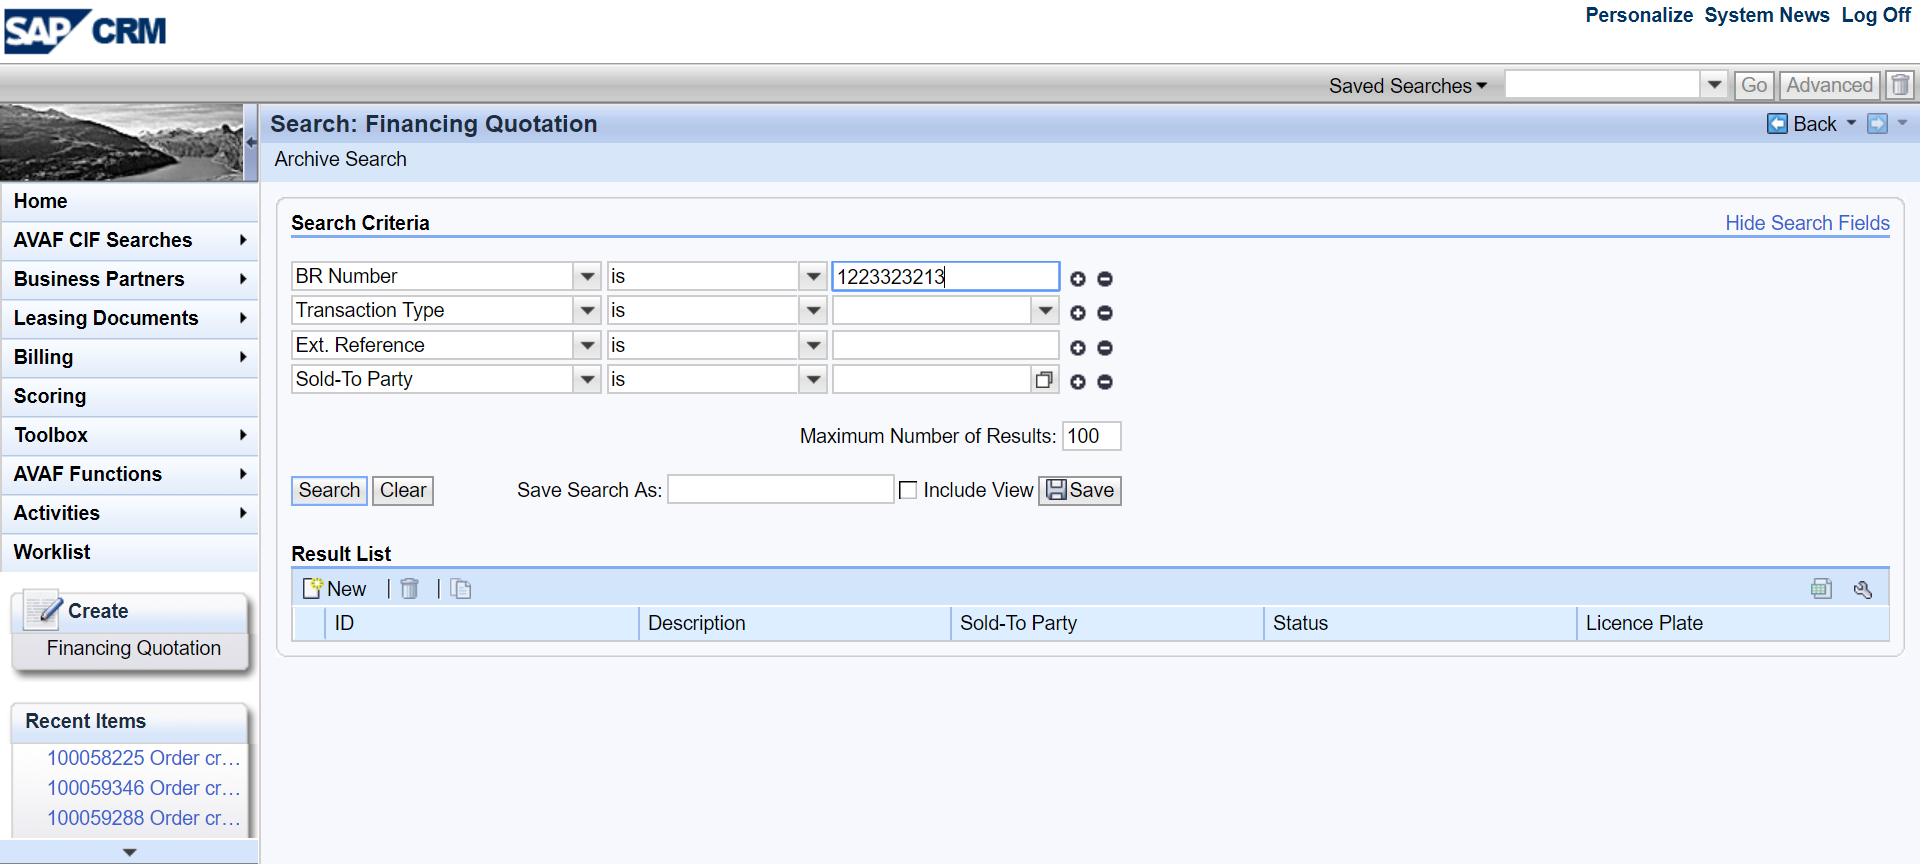 SAP CRM
Personalize System News Log Off
Saved Searches Go Advanced
Search: Financing Quotation
Back
Archive Search
Home
AVAF CIF Searches
Business Partners
Leasing Documents
Billing
Scoring
Toolbox
AVAF Functions
Activities
Worklist
Create
Financing Quotation
Recent Items
100058225 Order cr...
100059346 Order cr...
100059288 Order cr...
Search Criteria
Hide Search Fields
BR Number is 1223323213
Transaction Type is
Ext. Reference is
Sold-To Party is
Maximum Number of Results: 100
Search Clear Save Search As: Include View Save
Result List
New
ID Description Sold-To Party Status Licence Plate